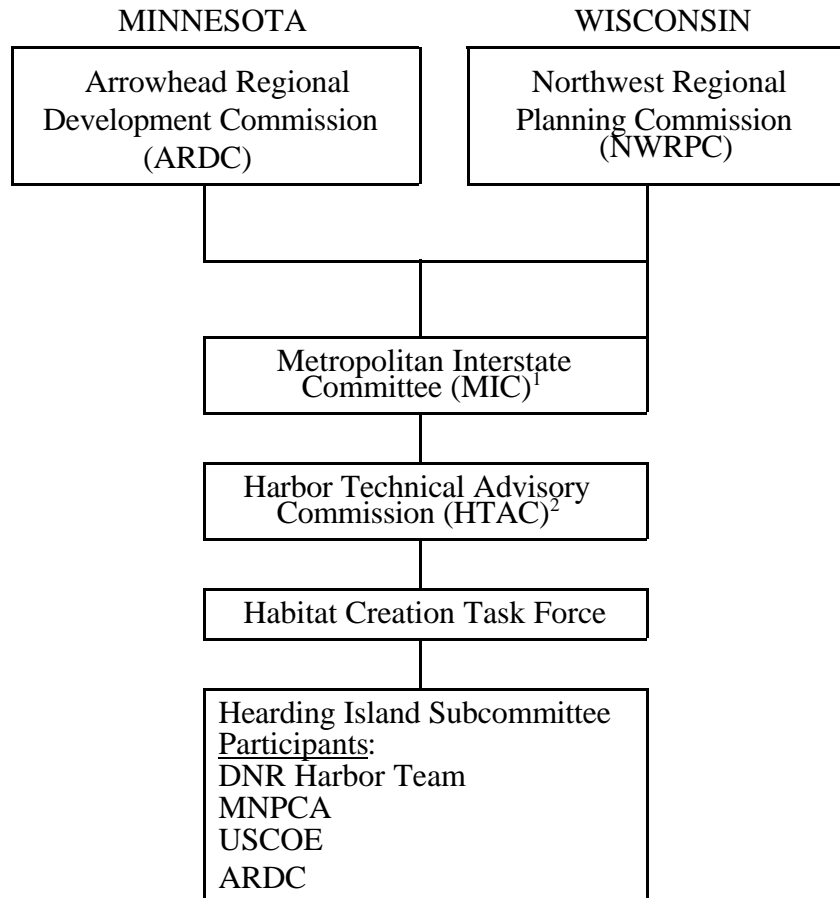 MINNESOTA
WISCONSIN
Arrowhead Regional
Development Commission
(ARDC)
Northwest Regional
Planning Commission
(NWRPC)
Metropolitan Interstate
Committee (MIC)¹
Harbor Technical Advisory
Commission (HTAC)²
Habitat Creation Task Force
Hearding Island Subcommittee
Participants:
DNR Harbor Team
MNPCA
USCOE
ARDC